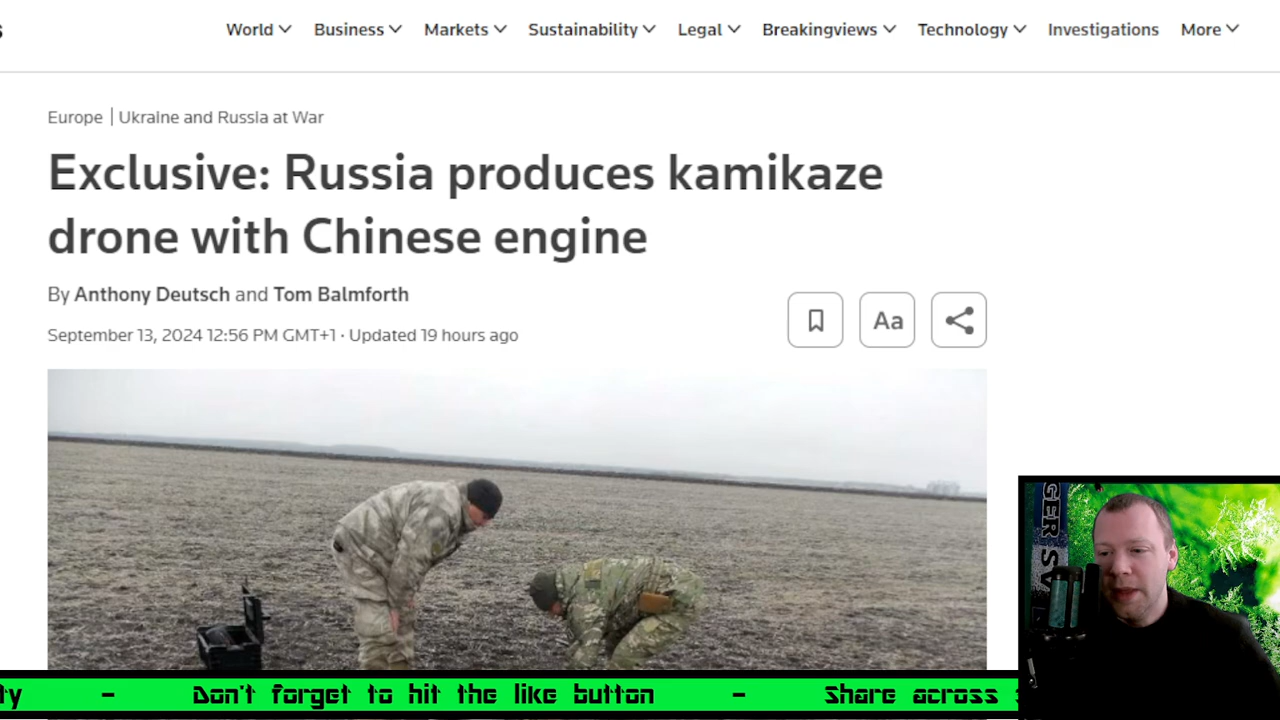 World Business Markets Sustainability Legal Breakingviews Technology Investigations More
Europe | Ukraine and Russia at War
Exclusive: Russia produces kamikaze
drone with Chinese engine
By Anthony Deutsch and Tom Balmforth
September 13, 2024 12:56 PM GMT+1 · Updated 19 hours ago
Aa
ty - Don't forget to hit the like button - Share across